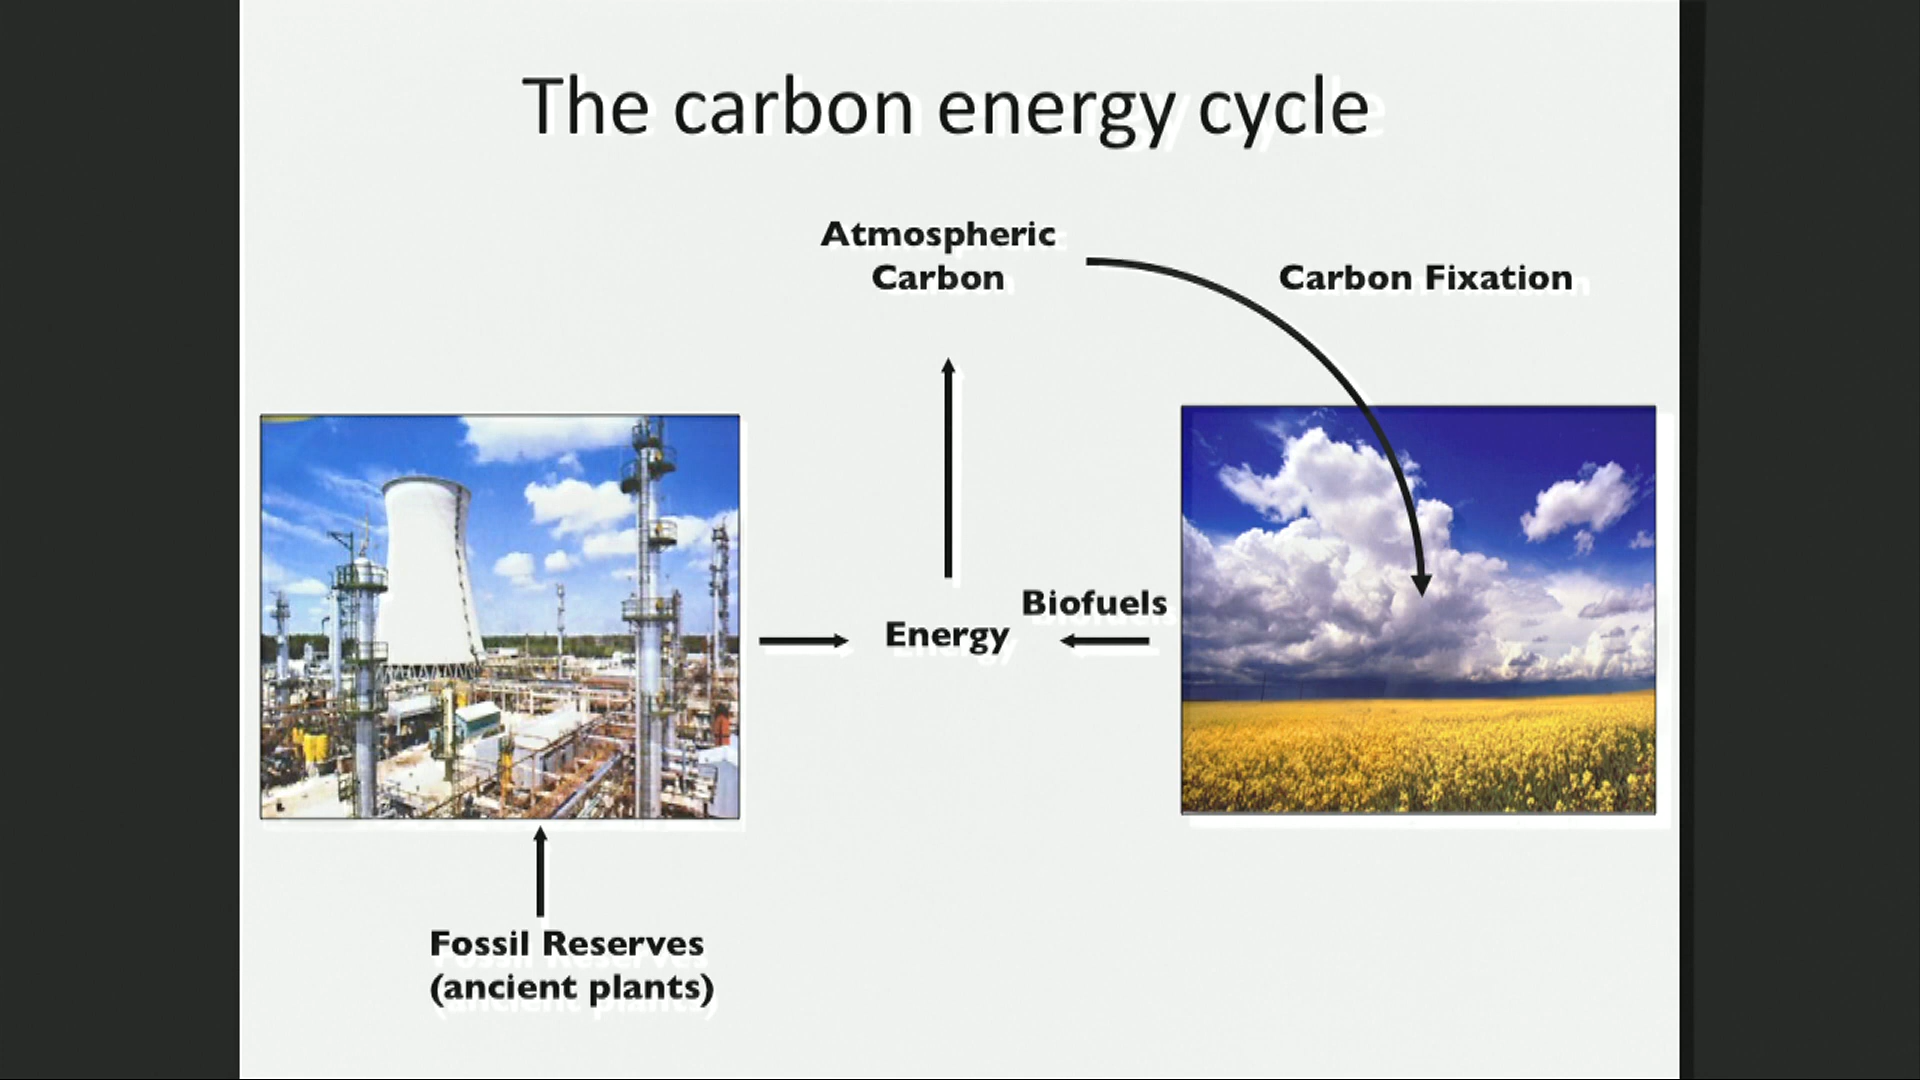 The carbon energy cycle
Atmospheric
Carbon
Carbon Fixation
Biofuels
Energy
Fossil Reserves
(ancient plants)